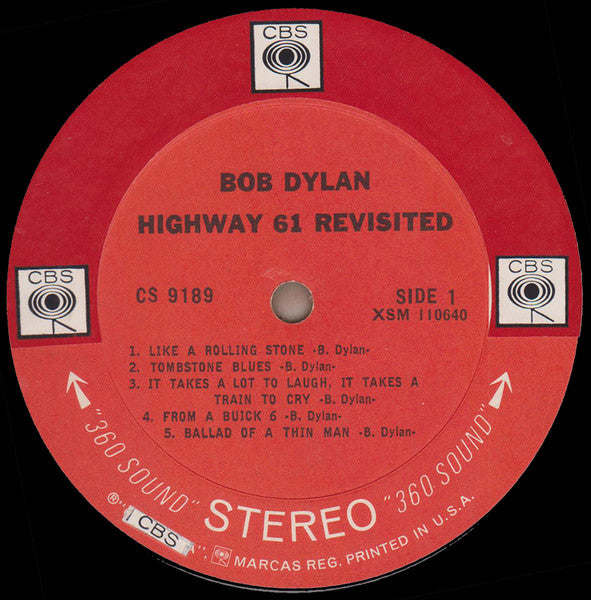 CBS
BOB DYLAN
HIGHWAY 61 REVISITED
CBS
CBS
CS 9189
SIDE 1
XSM 110640
1. LIKE A ROLLING STONE -B. Dylan-
2. TOMBSTONE BLUES -B. Dylan-
3. IT TAKES A LOT TO LAUGH, IT TAKES A
TRAIN TO CRY -B. Dylan-
4. FROM A BUICK 6 -B. Dylan-
5. BALLAD OF A THIN MAN -B. Dylan-
"360 SOUND" STEREO "360 SOUND"
® " CBS ", MARCAS REG. PRINTED IN U.S.A.